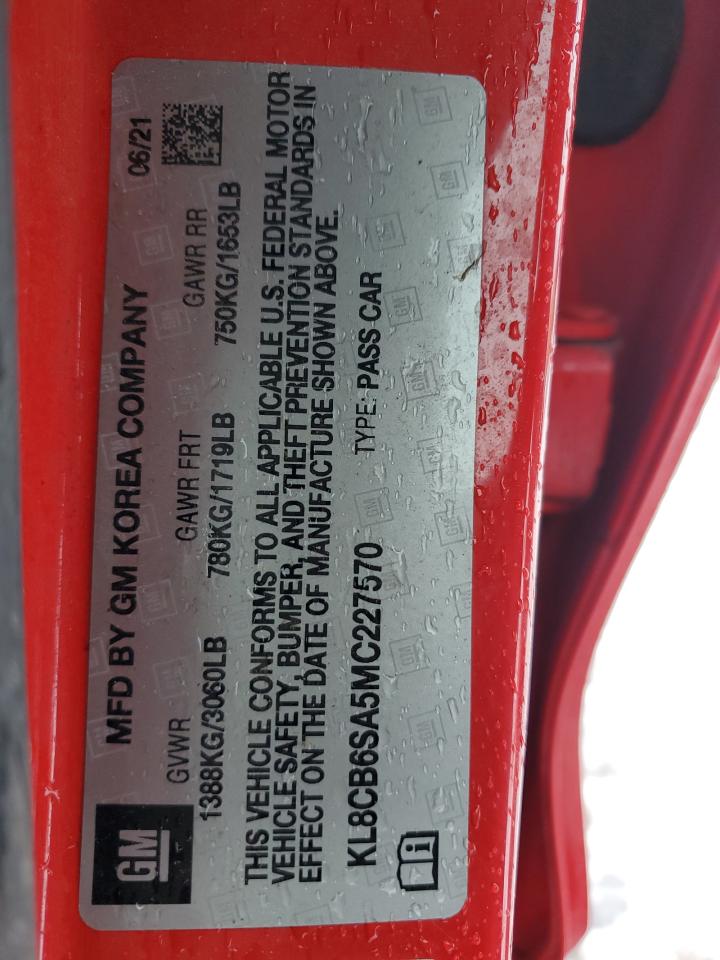 GM
MFD BY GM KOREA COMPANY 06/21
GVWR GAWR FRT GAWR RR
1388KG/3060LB 780KG/1719LB 750KG/1653LB
THIS VEHICLE CONFORMS TO ALL APPLICABLE U.S. FEDERAL MOTOR
VEHICLE SAFETY, BUMPER, AND THEFT PREVENTION STANDARDS IN
EFFECT ON THE DATE OF MANUFACTURE SHOWN ABOVE.
KL8CB6SA5MC227570 TYPE: PASS CAR
i